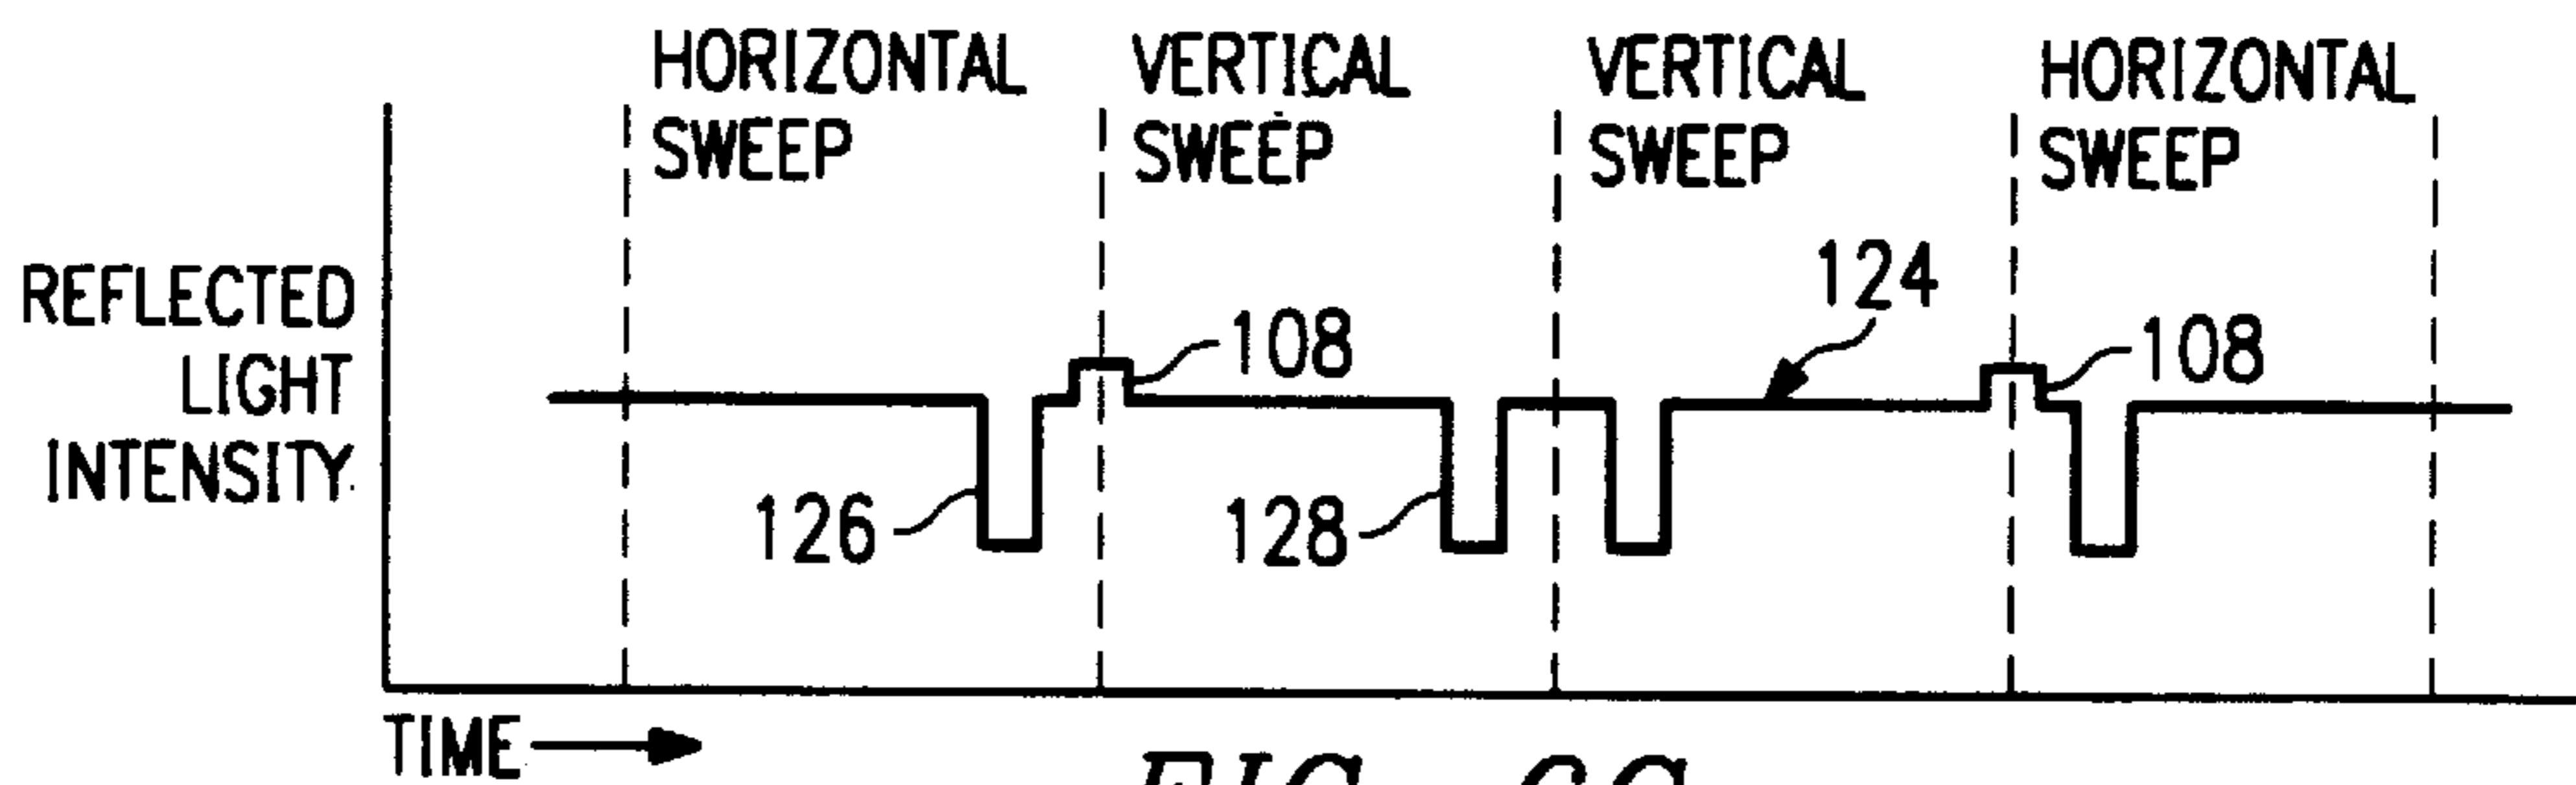 HORIZONTAL SWEEP
VERTICAL SWEEP
VERTICAL SWEEP
HORIZONTAL SWEEP
REFLECTED
LIGHT
INTENSITY
124
108
108
126
128
TIME